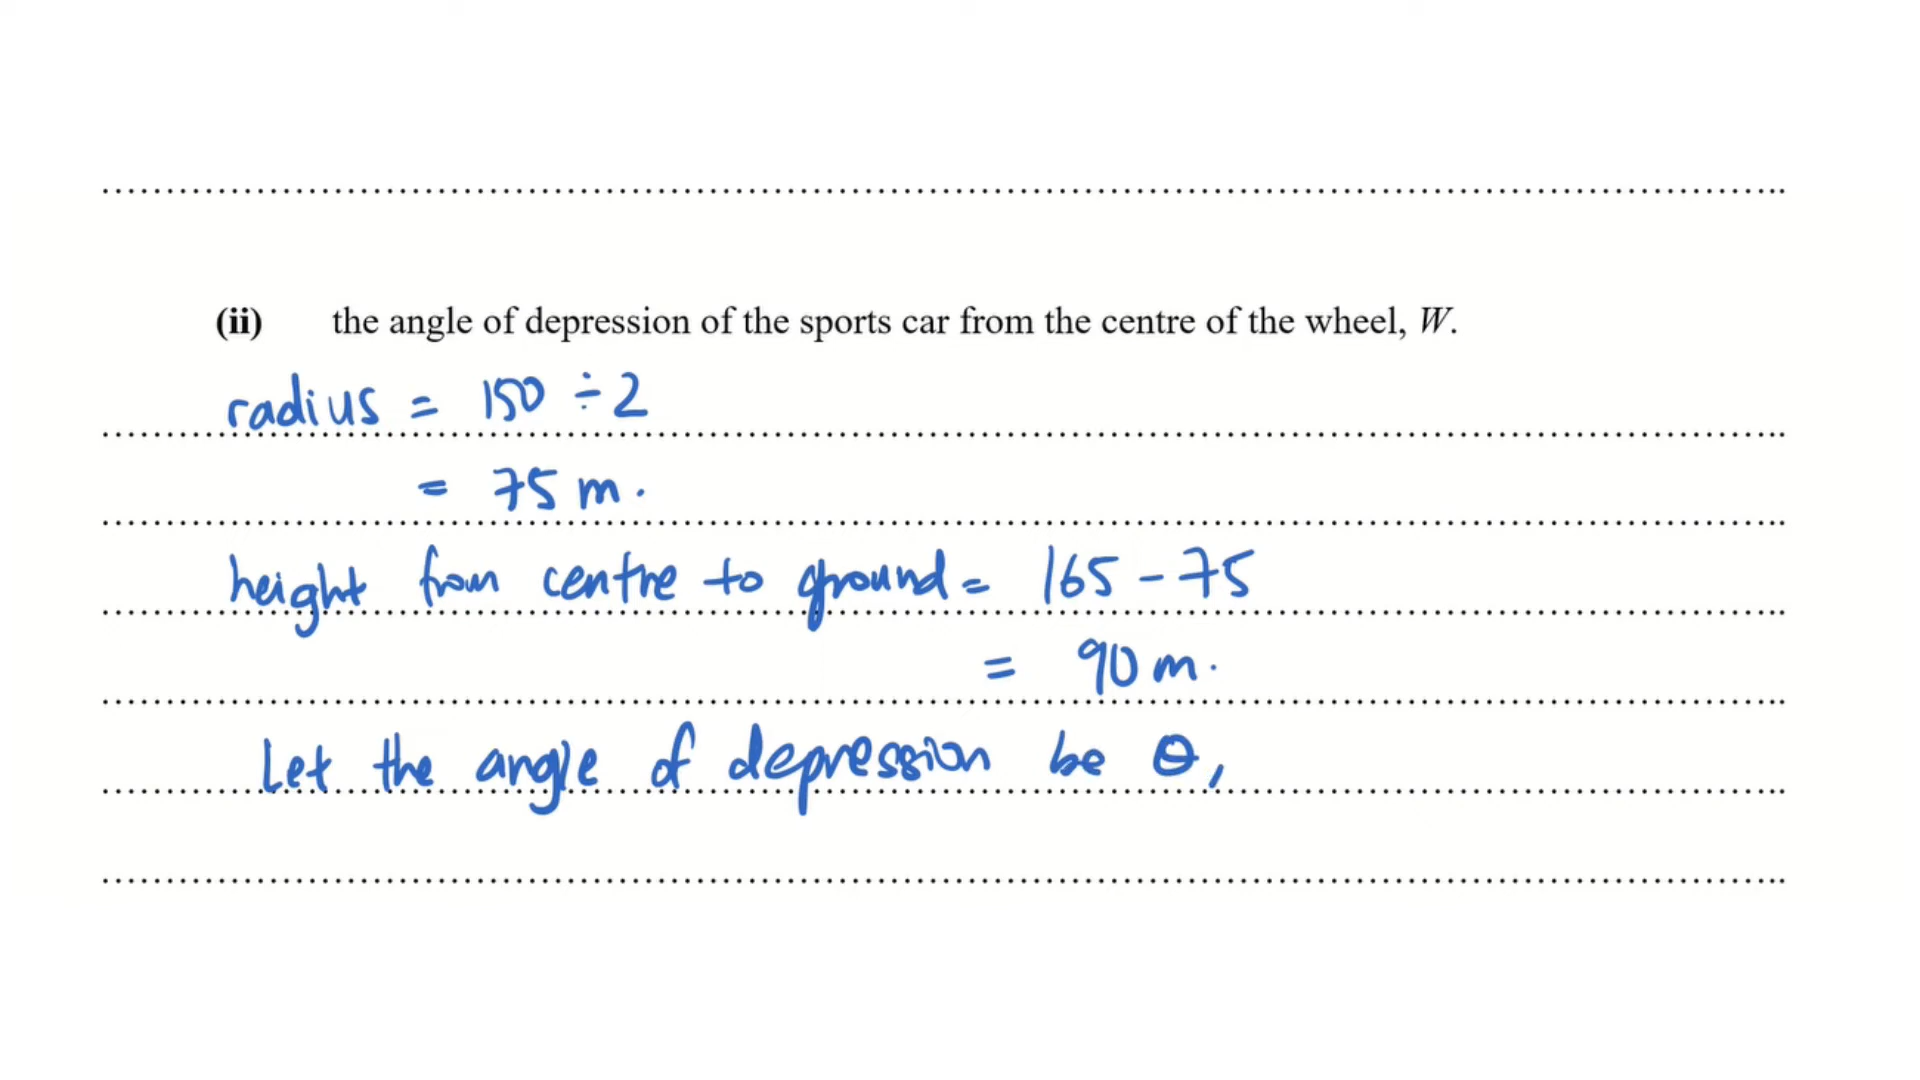 (ii) the angle of depression of the sports car from the centre of the wheel, W.
radius = 150 ÷ 2
= 75 m.
height from centre to ground = 165 - 75
= 90 m.
Let the angle of depression be θ,